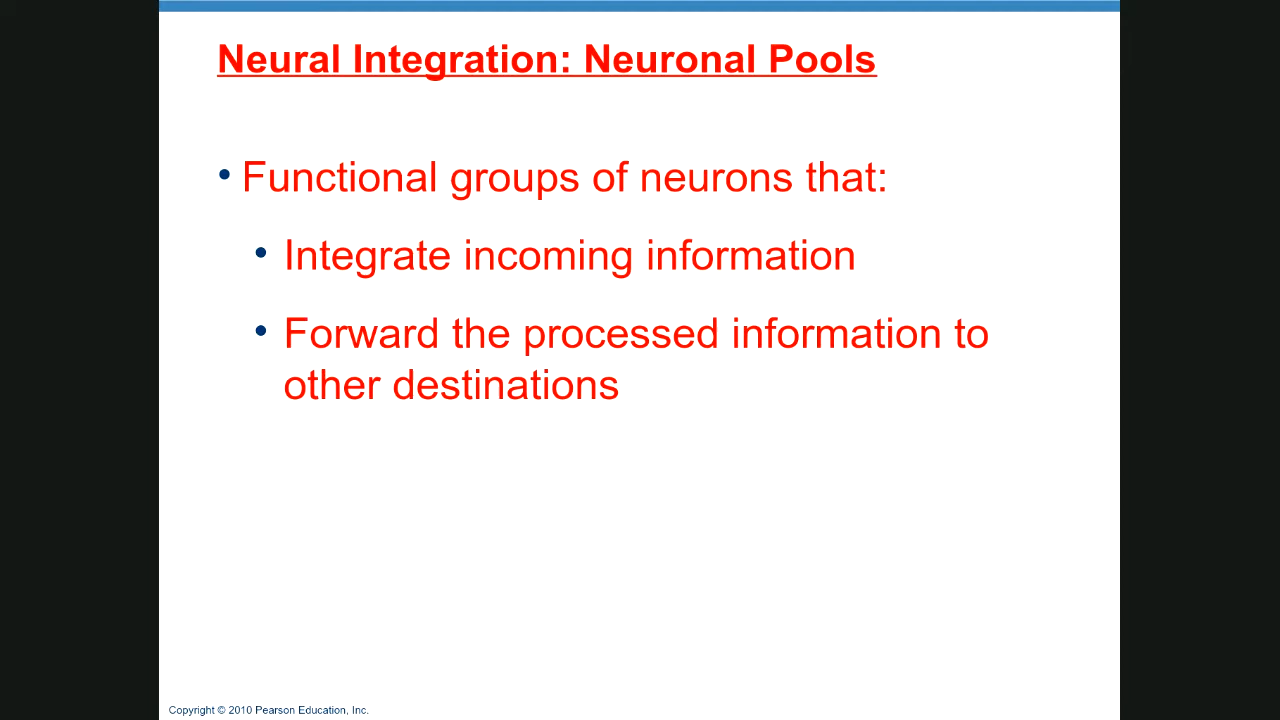 Neural Integration: Neuronal Pools
• Functional groups of neurons that:
• Integrate incoming information
• Forward the processed information to
other destinations
Copyright © 2010 Pearson Education, Inc.